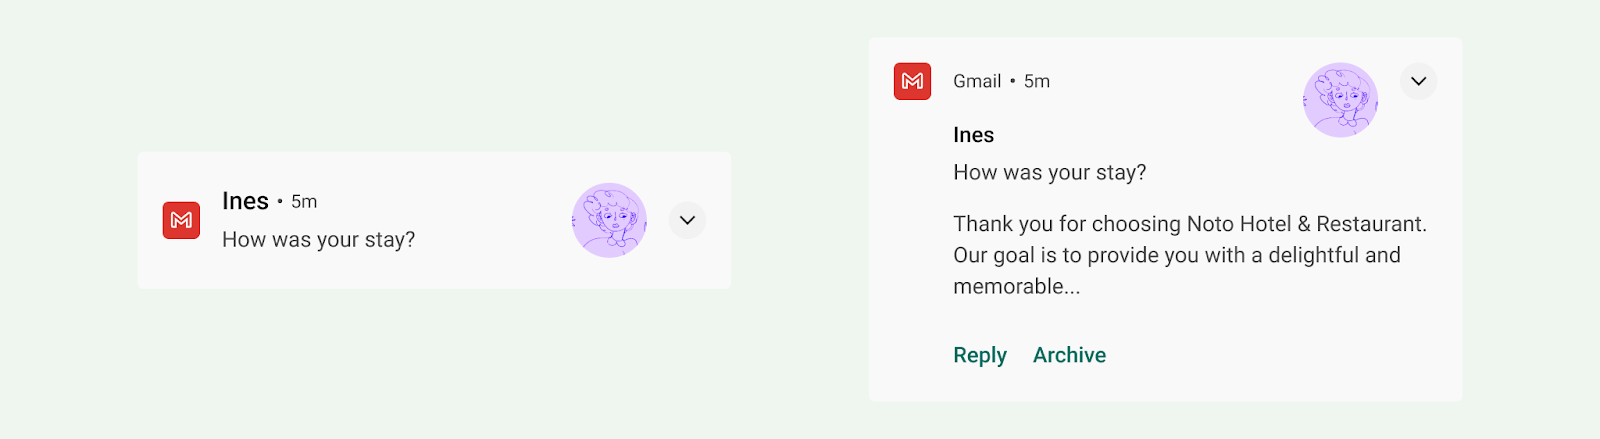 Ines • 5m
How was your stay?
Gmail • 5m
Ines
How was your stay?
Thank you for choosing Noto Hotel & Restaurant.
Our goal is to provide you with a delightful and
memorable...
Reply Archive